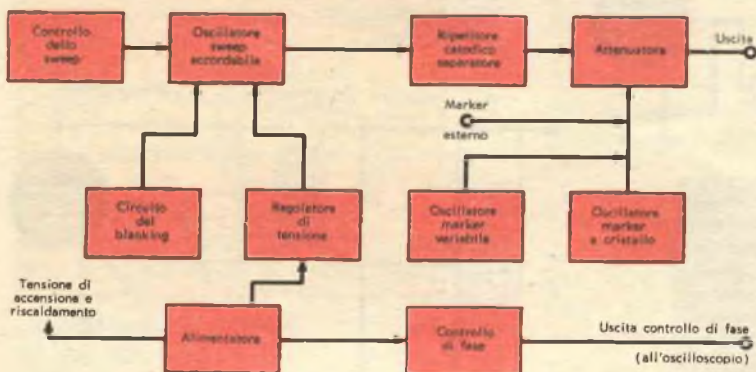 Controllo
dello
sweep
Oscillatore
sweep
accordabile
Ripetitore
catodico
separatore
Attenuatore
Uscita
Marker
esterno
Circuito
del
blanking
Regolatore
di
tensione
Oscillatore
marker
variabile
Oscillatore
marker
a cristallo
Tensione di
accensione e
riscaldamento
Alimentatore
Controllo
di fase
Uscita controllo di fase
(all'oscilloscopio)